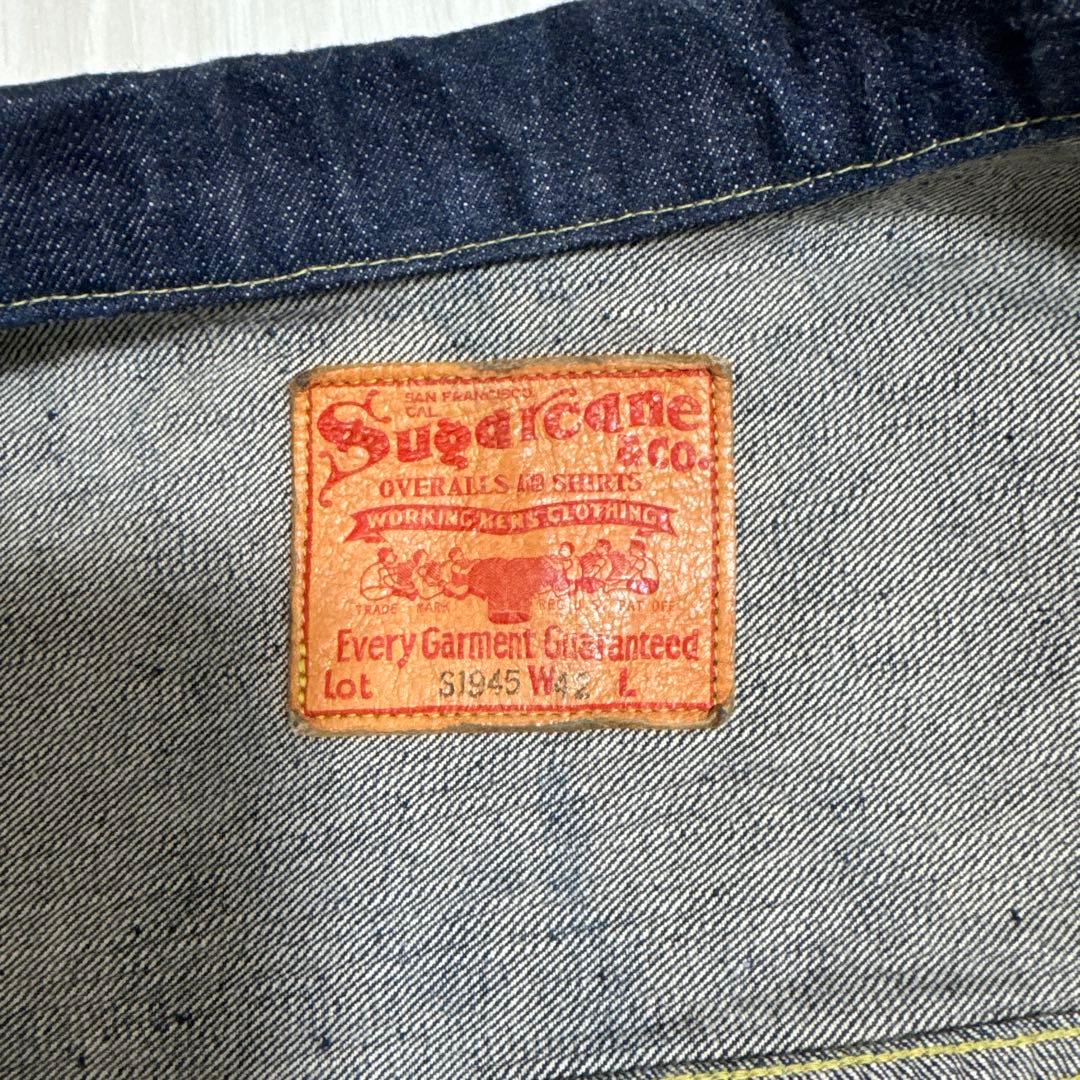 SAN FRANCISCO,
CAL
Sugarcane
& CO.
OVERALLS AND SHIRTS
WORKING MEN'S CLOTHING
TRADE MARK REG U.S. PAT OFF
Every Garment Guaranteed
Lot S1945 W42 L